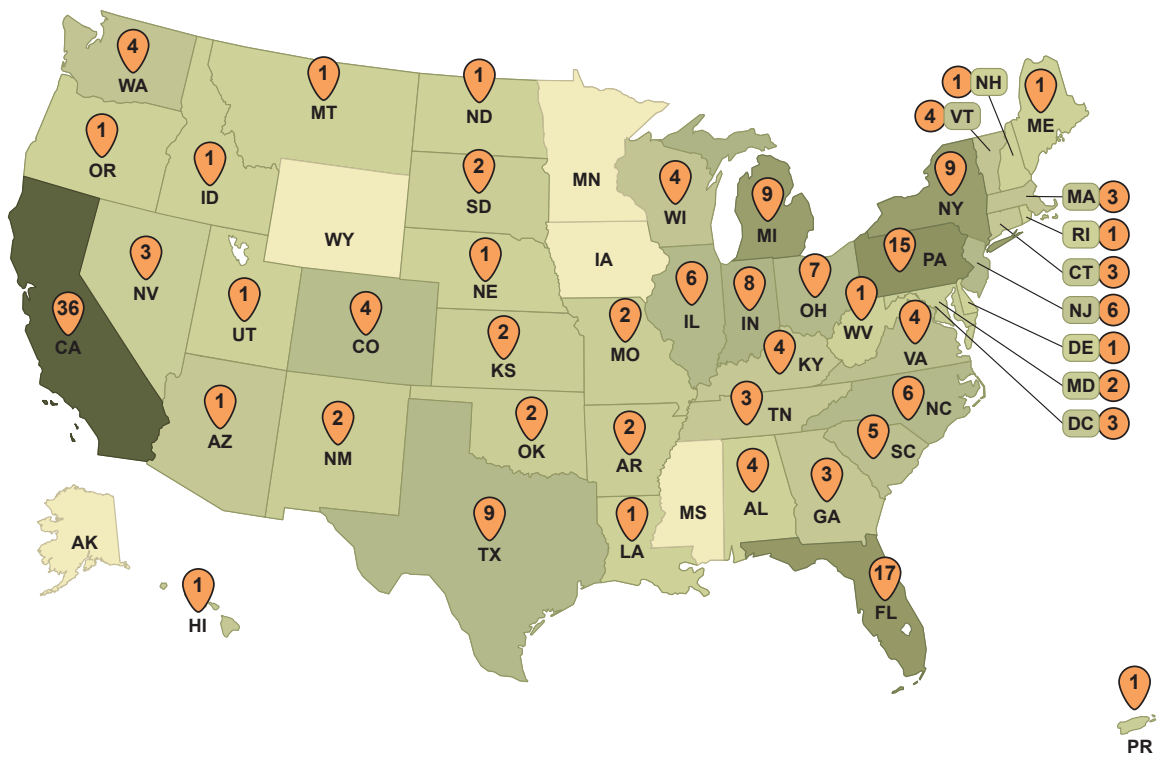 4
WA
1
OR
1
ID
1
MT
1
ND
2
SD
WY
1
NE
3
NV
1
UT
4
CO
36
CA
1
AZ
2
NM
2
KS
2
OK
9
TX
MN
IA
2
MO
2
AR
1
LA
4
WI
6
IL
9
MI
8
IN
7
OH
4
KY
3
TN
MS
4
AL
3
GA
17
FL
5
SC
6
NC
4
VA
1
WV
15
PA
9
NY
4 VT
1 NH
1
ME
MA 3
RI 1
CT 3
NJ 6
DE 1
MD 2
DC 3
AK
1
HI
1
PR